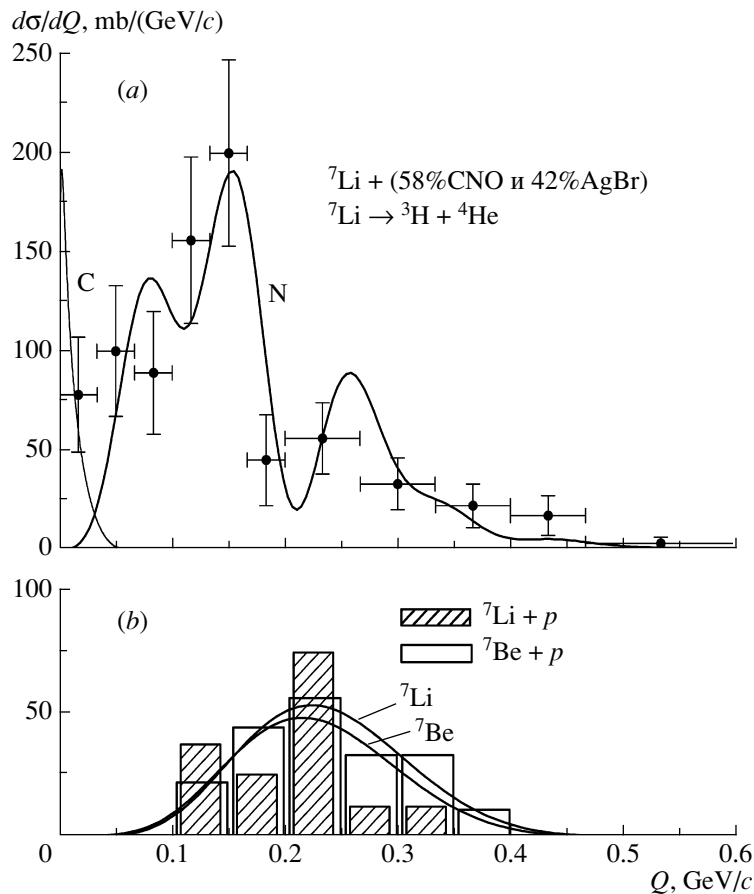 dσ/dQ, mb/(GeV/c)
250
(a)
200
⁷Li + (58%CNO и 42%AgBr)
⁷Li → ³H + ⁴He
150
C
N
100
50
0
100
(b)
⁷Li + p
⁷Be + p
50
⁷Li
⁷Be
0 0.1 0.2 0.3 0.4 0.5 0.6
Q, GeV/c